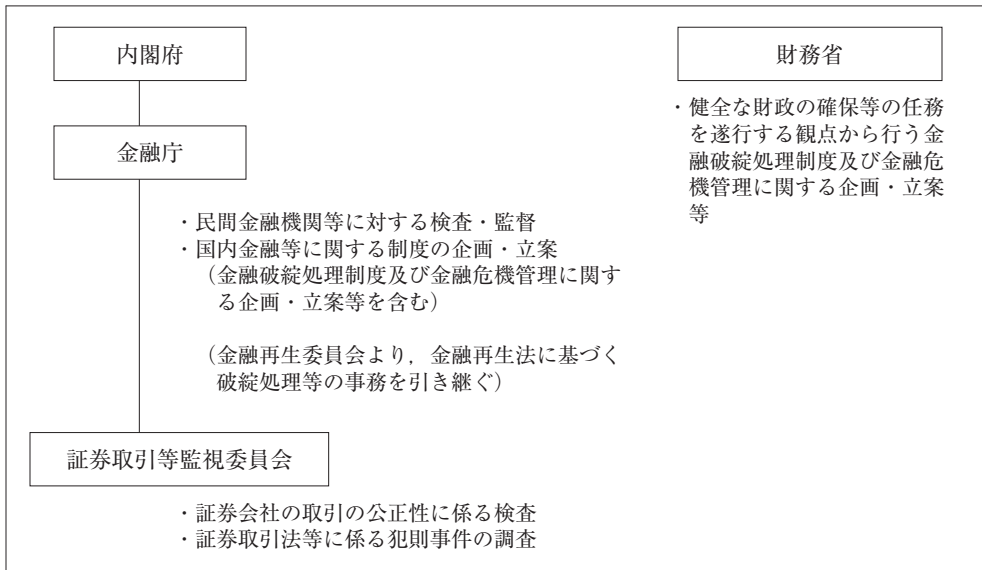 内閣府
財務省
・健全な財政の確保等の任務
を遂行する観点から行う金
融破綻処理制度及び金融危
機管理に関する企画・立案
等
金融庁
・民間金融機関等に対する検査・監督
・国内金融等に関する制度の企画・立案
（金融破綻処理制度及び金融危機管理に関す
る企画・立案等を含む）
（金融再生委員会より，金融再生法に基づく
破綻処理等の事務を引き継ぐ）
証券取引等監視委員会
・証券会社の取引の公正性に係る検査
・証券取引法等に係る犯則事件の調査